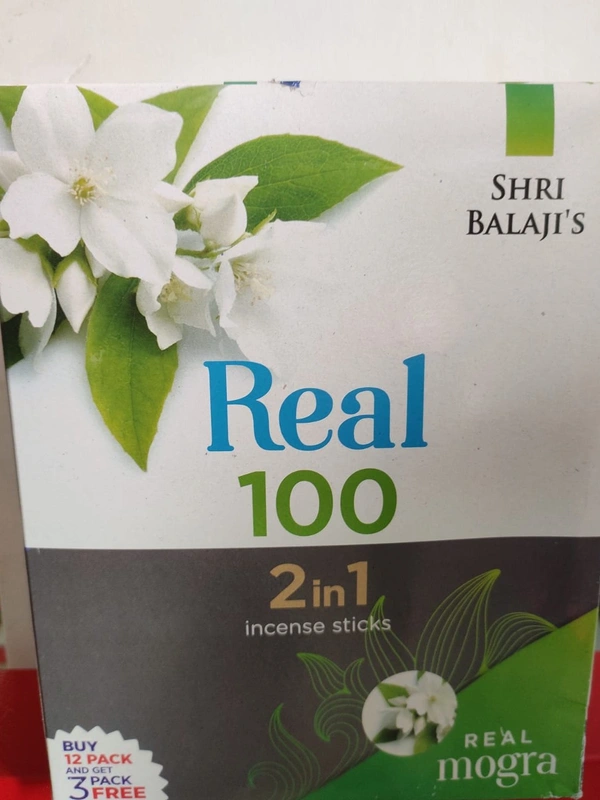 SHRI
BALAJI'S
Real
100
2in1
incense sticks
REAL
mogra
BUY
12 PACK
AND GET
3 PACK
FREE